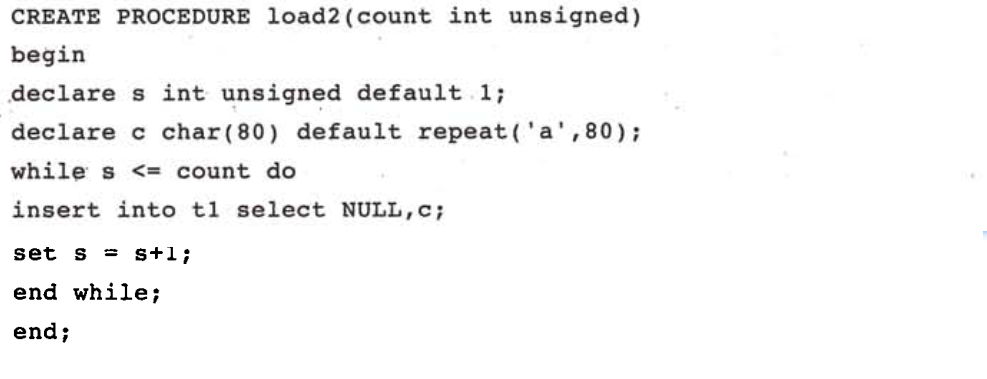 CREATE PROCEDURE load2(count int unsigned)
begin
declare s int unsigned default 1;
declare c char(80) default repeat('a',80);
while s <= count do
insert into t1 select NULL,c;
set s = s+1;
end while;
end;